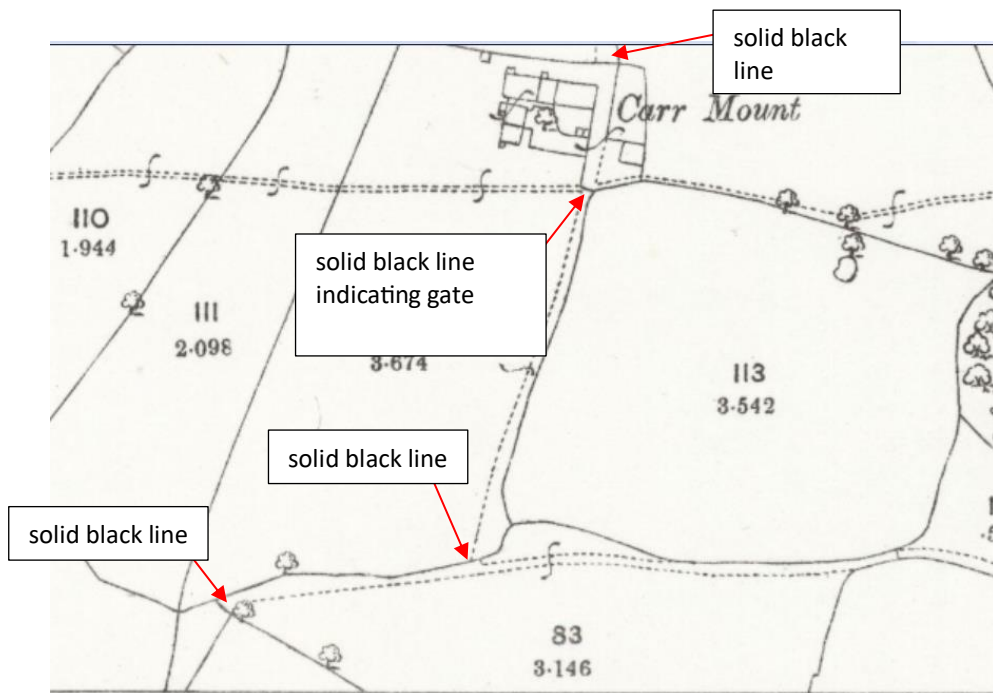 solid black
line
Carr Mount
110
1·944
solid black line
indicating gate
111
2·098
3·674
113
3·542
solid black line
solid black line
83
3·146